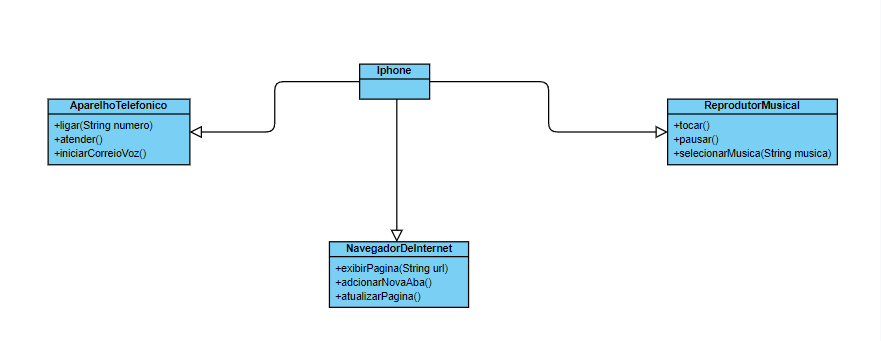 Iphone
AparelhoTelefonico
+ligar(String numero)
+atender()
+iniciarCorreioVoz()
ReprodutorMusical
+tocar()
+pausar()
+selecionarMusica(String musica)
NavegadorDeInternet
+exibirPagina(String url)
+adcionarNovaAba()
+atualizarPagina()